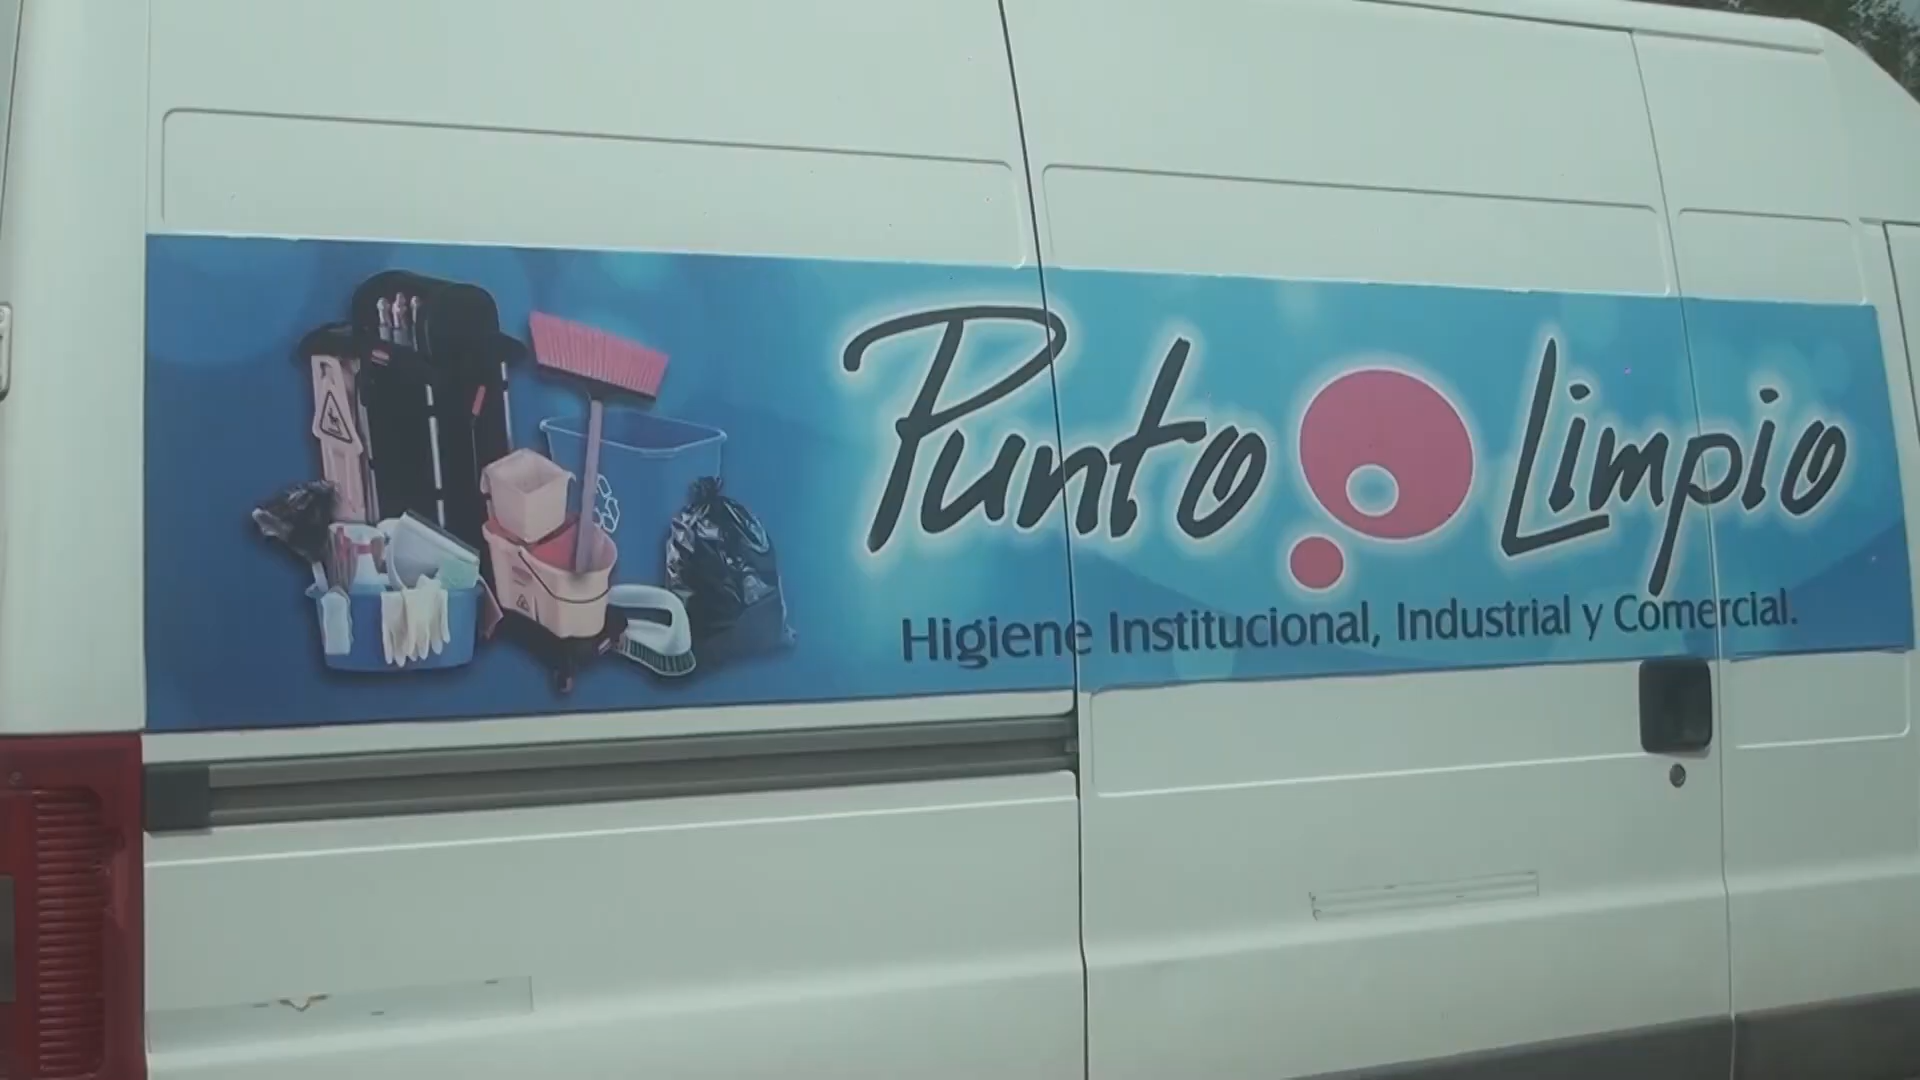 Punto Limpio
Higiene Institucional, Industrial y Comercial.